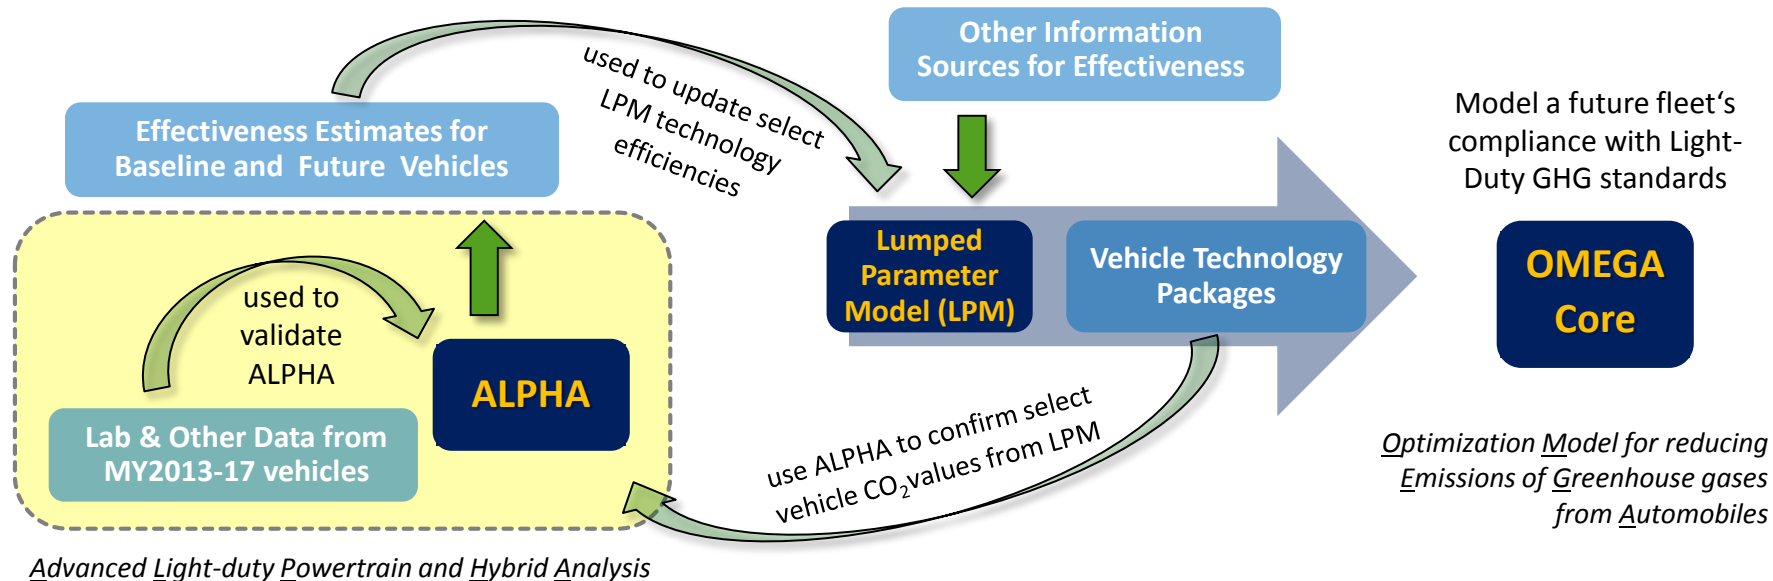 Effectiveness Estimates for
Baseline and Future Vehicles
used to update select
LPM technology
efficiencies
Other Information
Sources for Effectiveness
Model a future fleet‘s
compliance with Light-
Duty GHG standards
used to
validate
ALPHA
ALPHA
Lab & Other Data from
MY2013-17 vehicles
Lumped
Parameter
Model (LPM)
Vehicle Technology
Packages
OMEGA
Core
use ALPHA to confirm select
vehicle CO₂values from LPM
Optimization Model for reducing
Emissions of Greenhouse gases
from Automobiles
Advanced Light-duty Powertrain and Hybrid Analysis